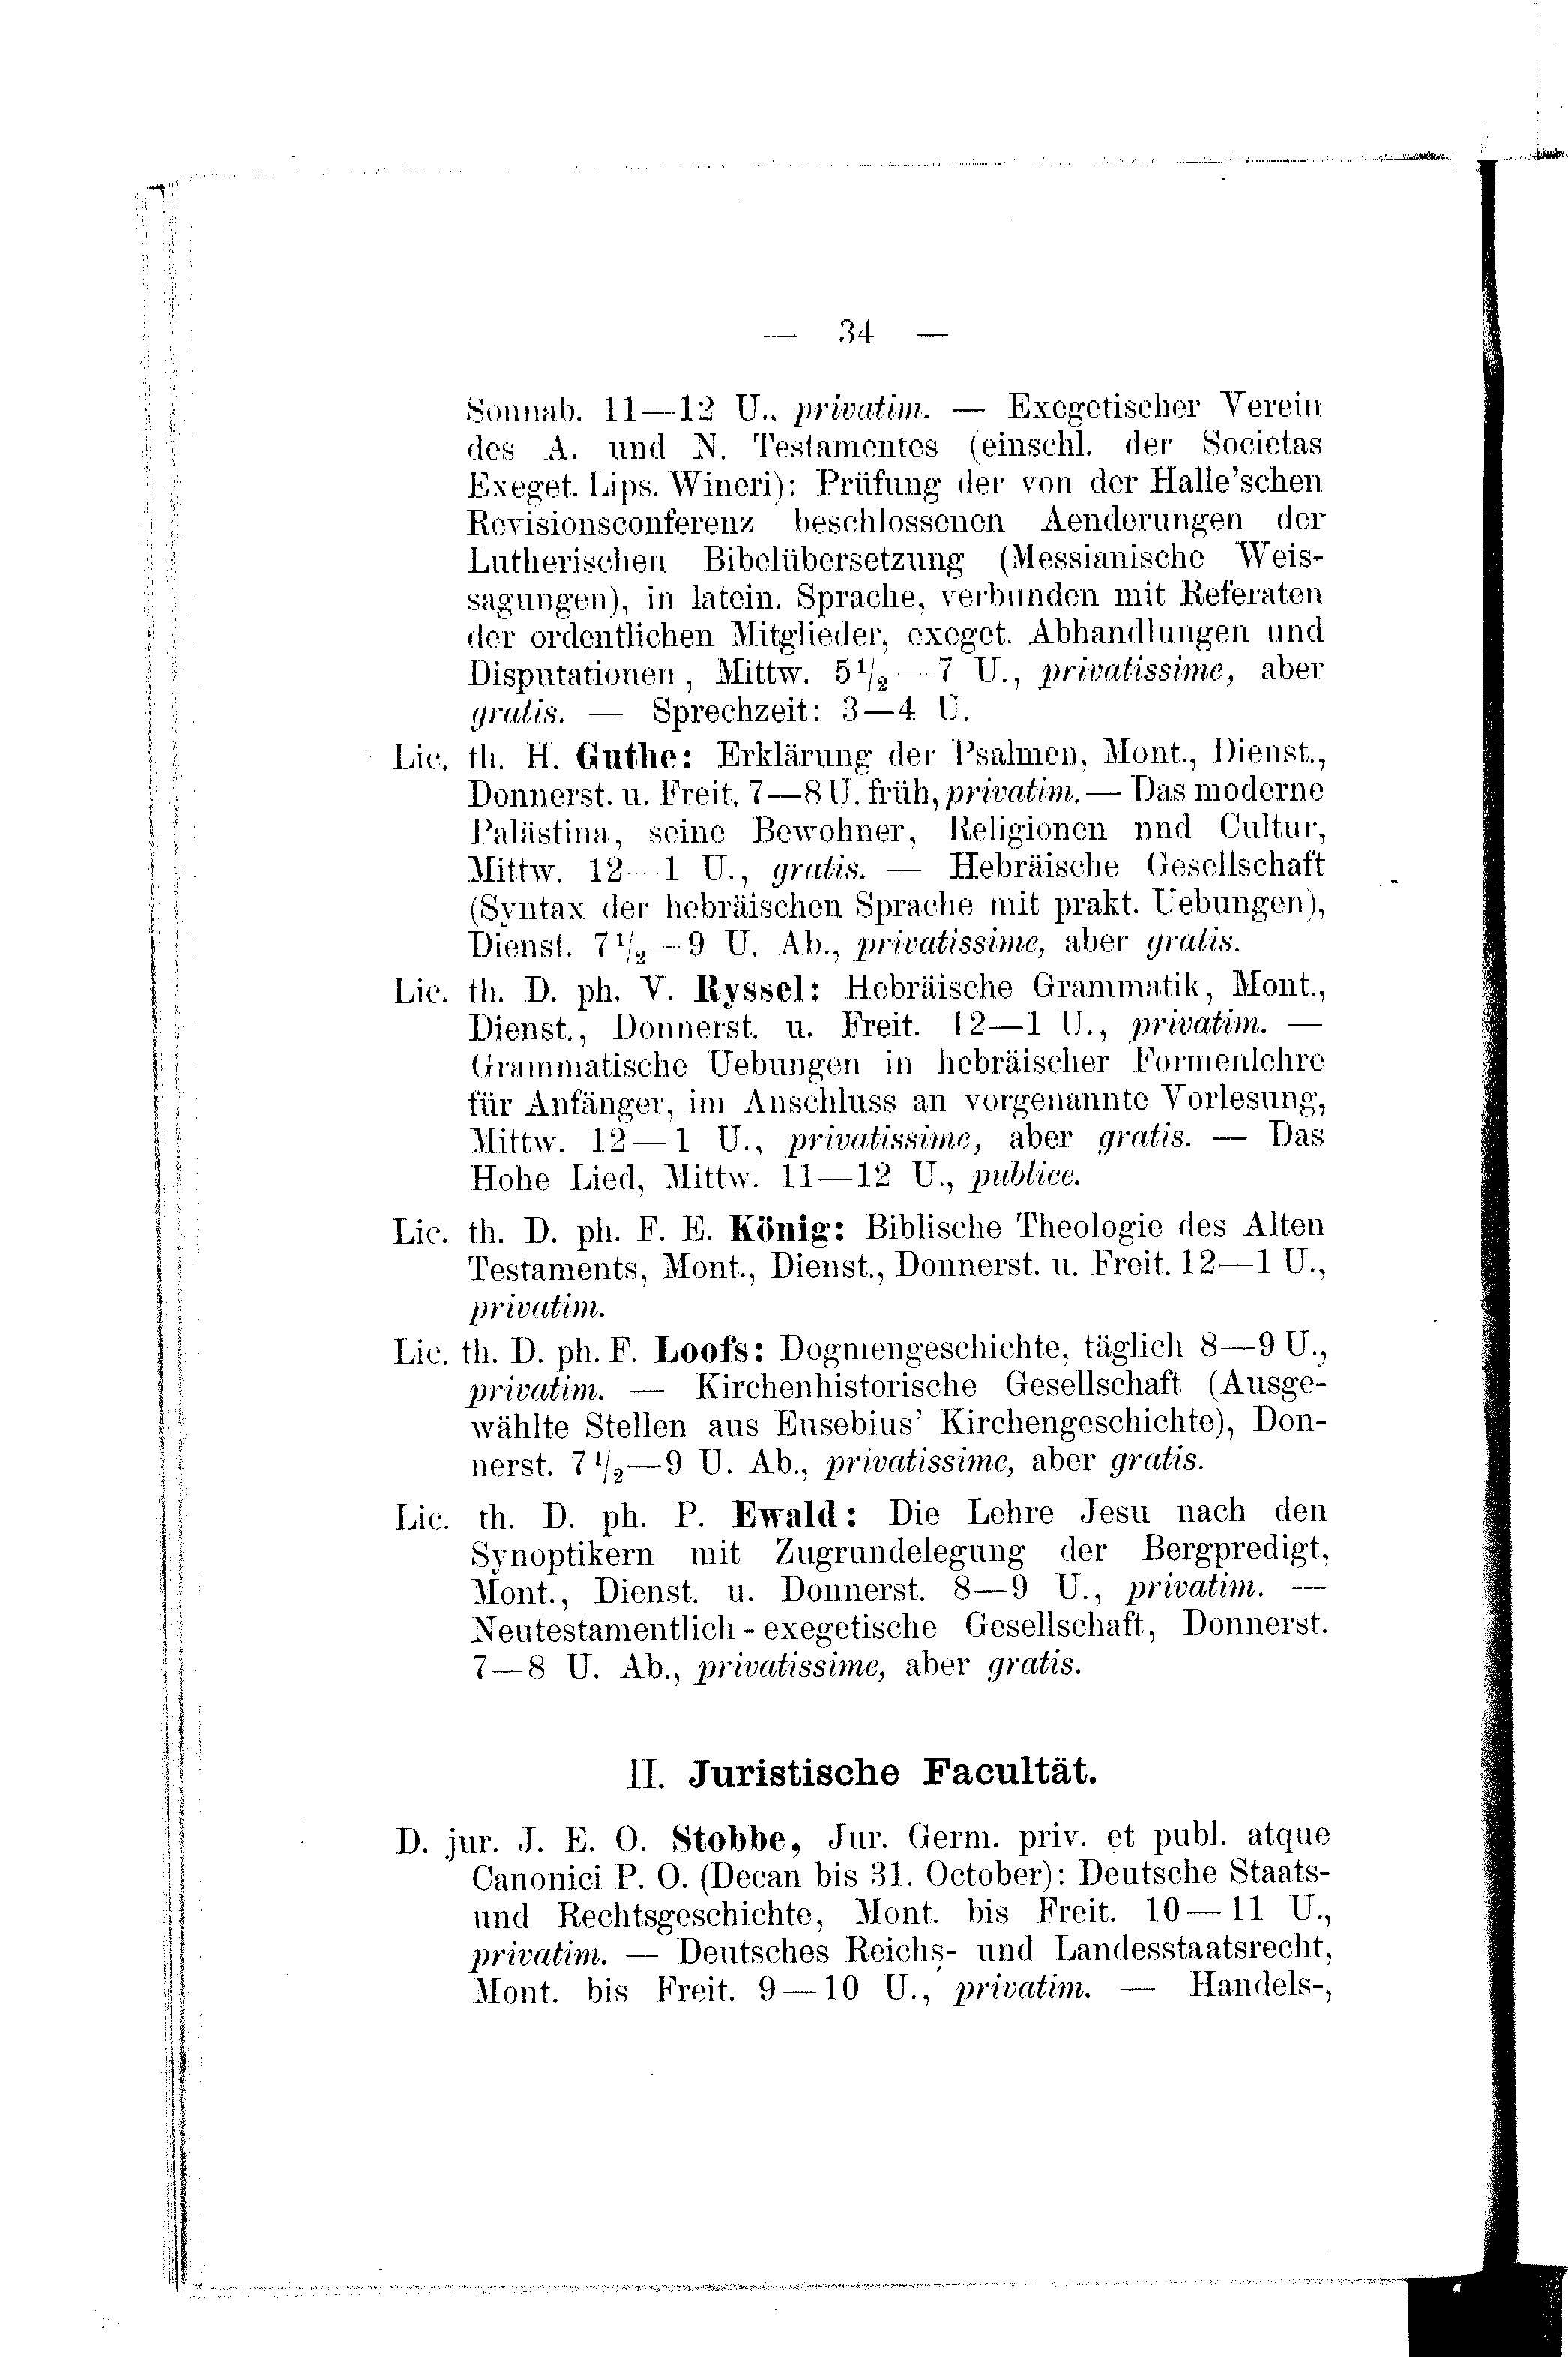 — 34 —
Sonnab. 11—12 U., privatim. — Exegetischer Verein
des A. und N. Testamentes (einschl. der Societas
Exeget. Lips. Wineri): Prüfung der von der Halle'schen
Revisionsconferenz beschlossenen Aenderungen der
Lutherischen Bibelübersetzung (Messianische Weis-
sagungen), in latein. Sprache, verbunden mit Referaten
der ordentlichen Mitglieder, exeget. Abhandlungen und
Disputationen, Mittw. 5½—7 U., privatissime, aber
gratis. — Sprechzeit: 3—4 U.
Lic. th. H. Guthe: Erklärung der Psalmen, Mont., Dienst.,
Donnerst. u. Freit. 7—8 U. früh, privatim. — Das moderne
Palästina, seine Bewohner, Religionen nnd Cultur,
Mittw. 12—1 U., gratis. — Hebräische Gesellschaft
(Syntax der hebräischen Sprache mit prakt. Uebungen),
Dienst. 7½—9 U. Ab., privatissime, aber gratis.
Lic. th. D. ph. V. Ryssel: Hebräische Grammatik, Mont.,
Dienst., Donnerst. u. Freit. 12—1 U., privatim. —
Grammatische Uebungen in hebräischer Formenlehre
für Anfänger, im Anschluss an vorgenannte Vorlesung,
Mittw. 12—1 U., privatissime, aber gratis. — Das
Hohe Lied, Mittw. 11—12 U., publice.
Lic. th. D. ph. F. E. König: Biblische Theologie des Alten
Testaments, Mont., Dienst., Donnerst. u. Freit. 12—1 U.,
privatim.
Lic. th. D. ph. F. Loofs: Dogmengeschichte, täglich 8—9 U.,
privatim. — Kirchenhistorische Gesellschaft (Ausge-
wählte Stellen aus Eusebius' Kirchengeschichte), Don-
nerst. 7½—9 U. Ab., privatissime, aber gratis.
Lic. th. D. ph. P. Ewald: Die Lehre Jesu nach den
Synoptikern mit Zugrundelegung der Bergpredigt,
Mont., Dienst. u. Donnerst. 8—9 U., privatim. —
Neutestamentlich-exegetische Gesellschaft, Donnerst.
7—8 U. Ab., privatissime, aber gratis.
II. Juristische Facultät.
D. jur. J. E. O. Stobbe, Jur. Germ. priv. et publ. atque
Canonici P. O. (Decan bis 31. October): Deutsche Staats-
und Rechtsgeschichte, Mont. bis Freit. 10—11 U.,
privatim. — Deutsches Reichs- und Landesstaatsrecht,
Mont. bis Freit. 9—10 U., privatim. — Handels-,